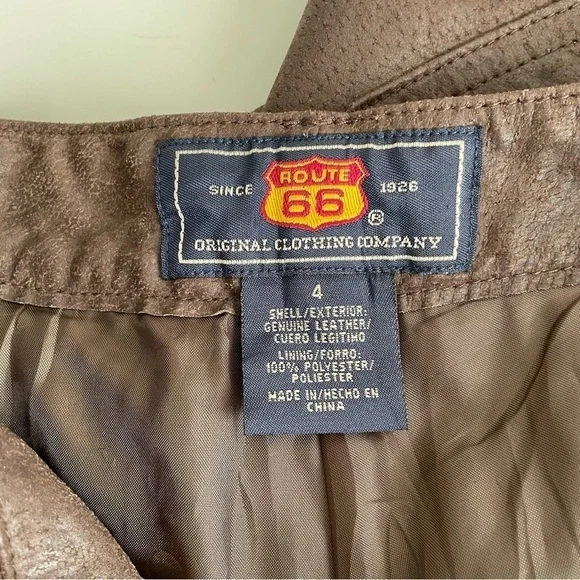 ROUTE
SINCE 66 1926
®
ORIGINAL CLOTHING COMPANY
4
SHELL/EXTERIOR:
GENUINE LEATHER/
CUERO LEGITIMO
LINING/FORRO:
100% POLYESTER/
POLIESTER
MADE IN/HECHO EN
CHINA